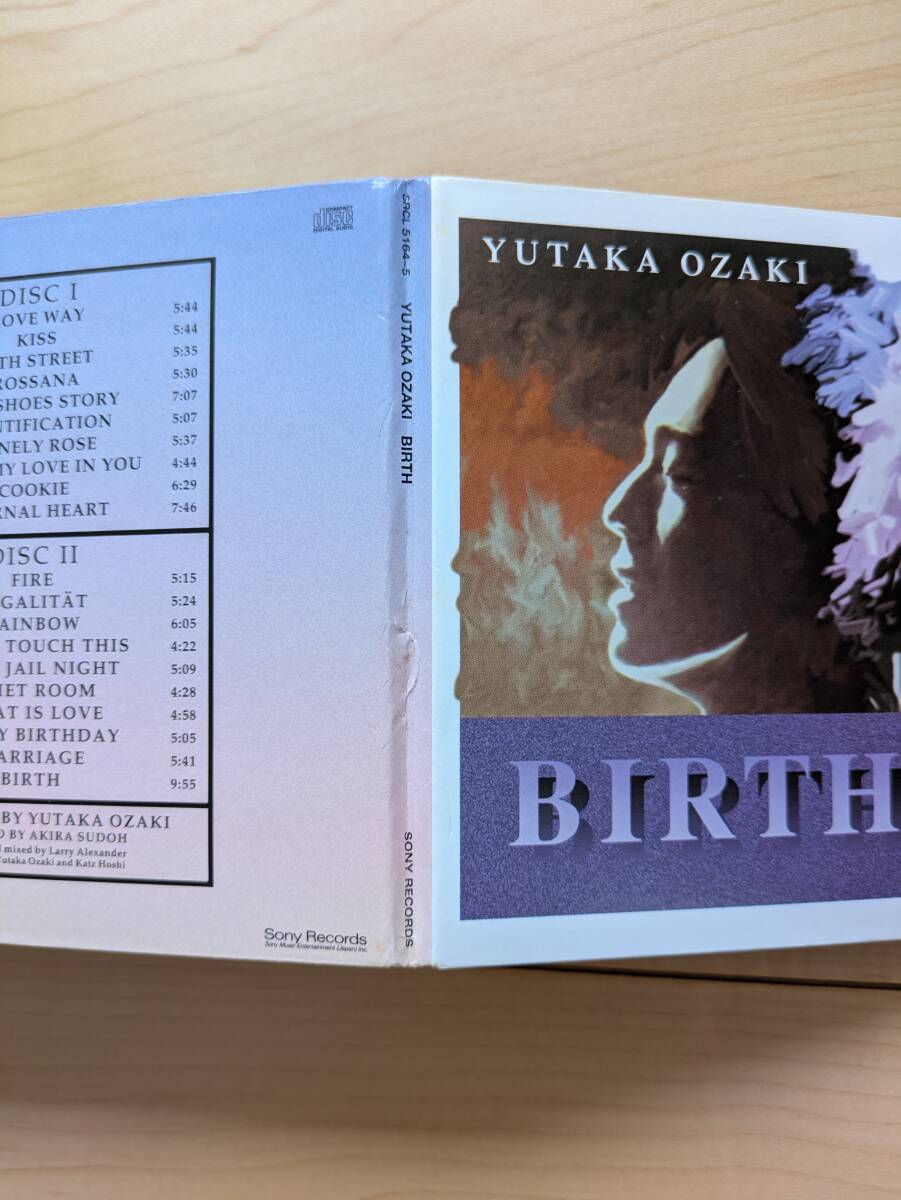 DISC I
LOVE WAY 5:44
KISS 5:44
TH STREET 5:35
ROSSANA 5:30
SHOES STORY 7:07
NTIFICATION 5:07
NELY ROSE 5:37
MY LOVE IN YOU 4:44
COOKIE 6:29
RNAL HEART 7:46
DISC II
FIRE 5:15
GALITÄT 5:24
RAINBOW 6:05
TOUCH THIS 4:22
JAIL NIGHT 5:09
IET ROOM 4:28
AT IS LOVE 4:58
Y BIRTHDAY 5:05
ARRIAGE 5:41
BIRTH 9:55
BY YUTAKA OZAKI
D BY AKIRA SUDOH
mixed by Larry Alexander
Yutaka Ozaki and Katz Hoshi
COMPACT
disc
DIGITAL AUDIO
Sony Records
Sony Music Entertainment (Japan) Inc.
SRCL 5164~5 YUTAKA OZAKI BIRTH SONY RECORDS
YUTAKA OZAKI
BIRTH